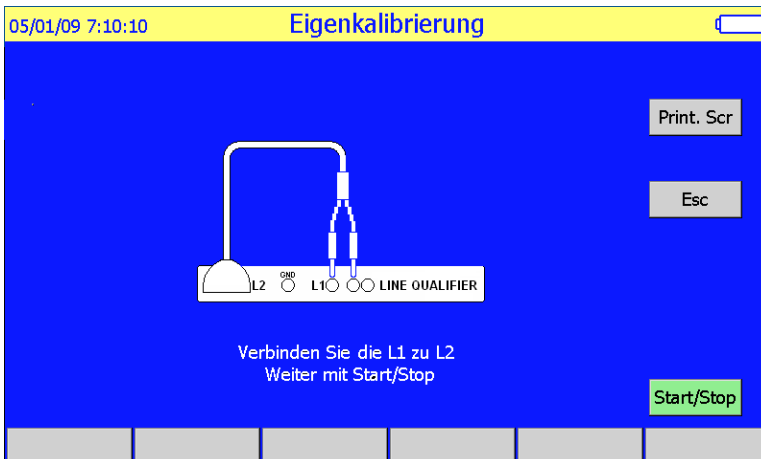 05/01/09 7:10:10 Eigenkalibrierung
Print. Scr
Esc
L2 GND L1 LINE QUALIFIER
Verbinden Sie die L1 zu L2
Weiter mit Start/Stop
Start/Stop